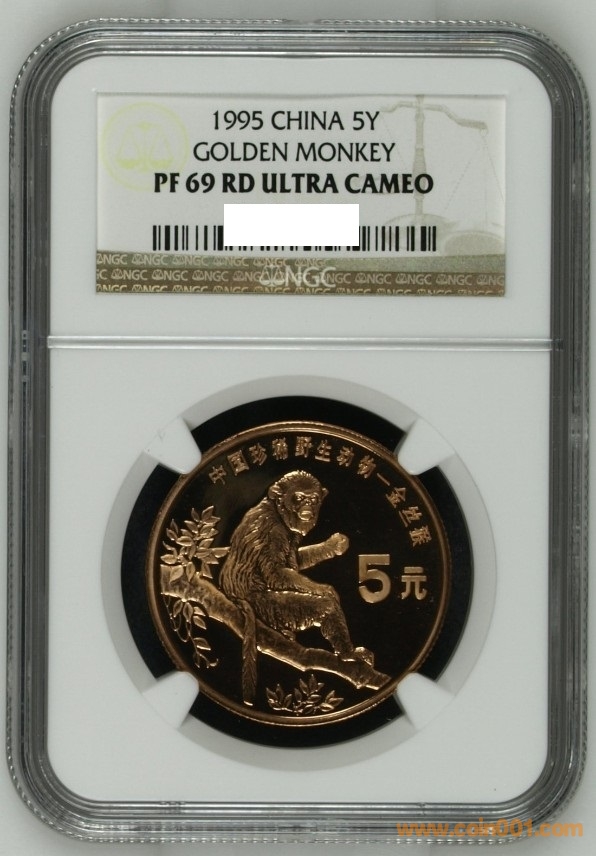 1995 CHINA 5Y
GOLDEN MONKEY
PF 69 RD ULTRA CAMEO
NGC
中国珍稀野生动物—金丝猴
5元
www.coin001.com